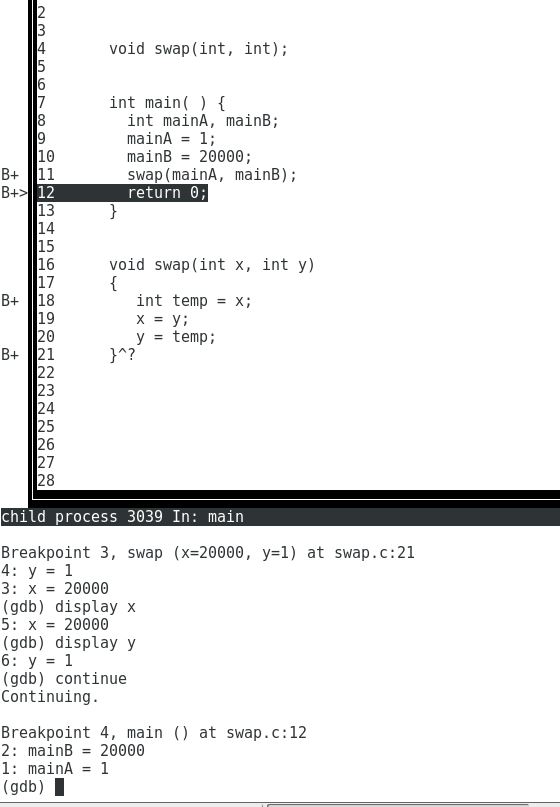 2
3
4      void swap(int, int);
5
6
7      int main( ) {
8        int mainA, mainB;
9        mainA = 1;
10        mainB = 20000;
B+ 11        swap(mainA, mainB);
B+> 12        return 0;
13      }
14
15
16      void swap(int x, int y)
17      {
B+ 18         int temp = x;
19         x = y;
20         y = temp;
B+ 21      }^?
22
23
24
25
26
27
28
child process 3039 In: main
Breakpoint 3, swap (x=20000, y=1) at swap.c:21
4: y = 1
3: x = 20000
(gdb) display x
5: x = 20000
(gdb) display y
6: y = 1
(gdb) continue
Continuing.
Breakpoint 4, main () at swap.c:12
2: mainB = 20000
1: mainA = 1
(gdb)